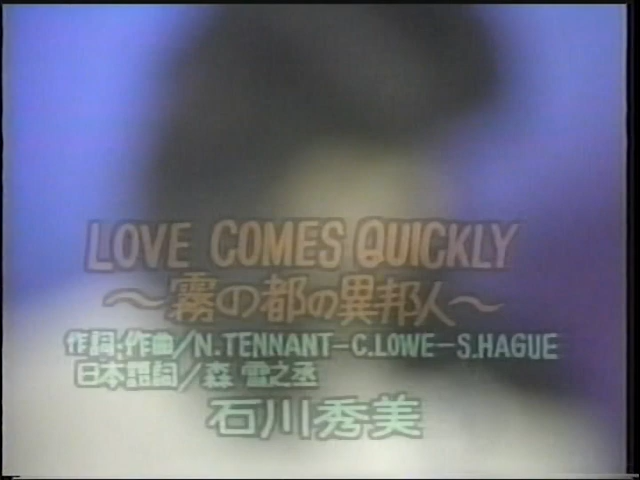 LOVE COMES QUICKLY
～霧の都の異邦人～
作詞・作曲/N.TENNANT－C.LOWE－S.HAGUE
日本語詞/森 雪之丞
石川秀美